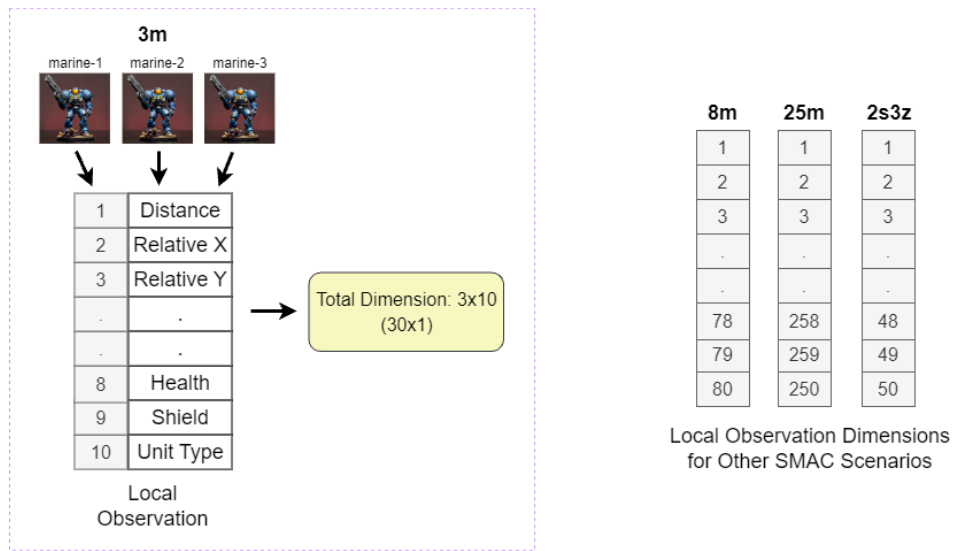 3m
marine-1 marine-2 marine-3
1 Distance
2 Relative X
3 Relative Y
. .
. .
8 Health
9 Shield
10 Unit Type
Local
Observation
Total Dimension: 3x10
(30x1)
8m 25m 2s3z
1 1 1
2 2 2
3 3 3
. . .
. . .
78 258 48
79 259 49
80 250 50
Local Observation Dimensions
for Other SMAC Scenarios